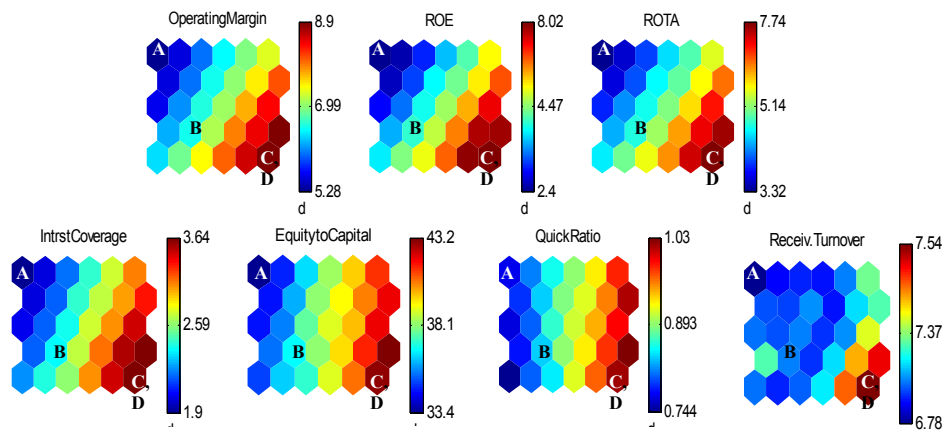 OperatingMargin
8.9
6.99
5.28
d
A
B
C
D
ROE
8.02
4.47
2.4
d
A
B
C,
D
ROTA
7.74
5.14
3.32
d
A
B
C,
D
IntrstCoverage
3.64
2.59
1.9
A
B
C,
D
EquitytoCapital
43.2
38.1
33.4
A
B
C,
D
QuickRatio
1.03
0.893
0.744
A
B
C,
D
Receiv.Turnover
7.54
7.37
6.78
A
B
C
D